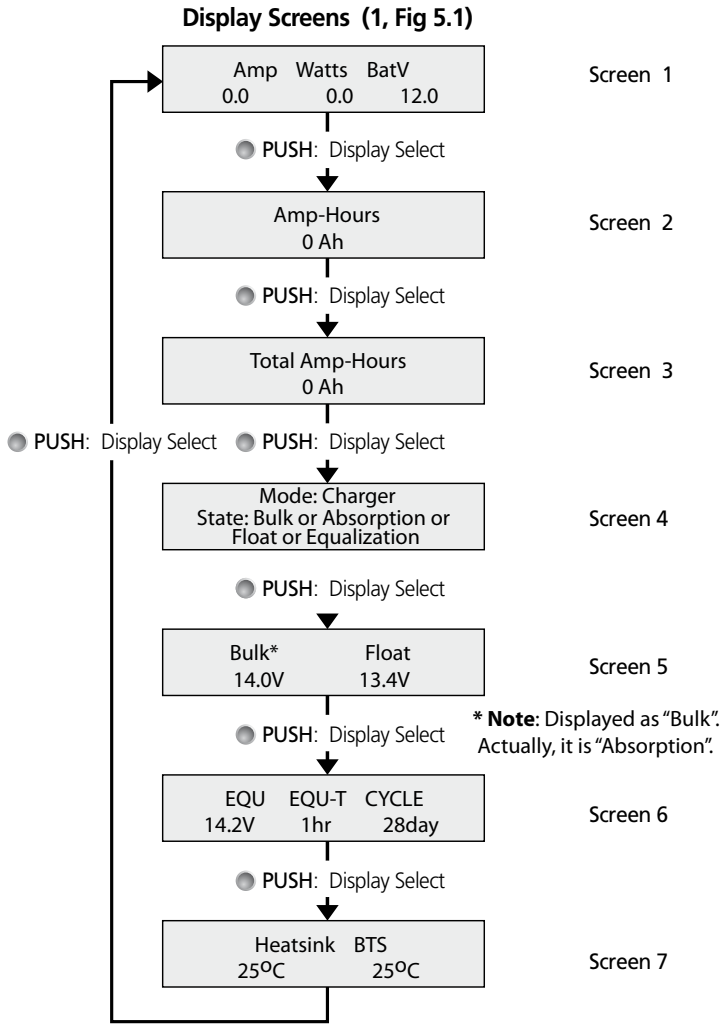 Display Screens (1, Fig 5.1)
Amp Watts BatV
0.0 0.0 12.0
Screen 1
PUSH: Display Select
Amp-Hours
0 Ah
Screen 2
PUSH: Display Select
Total Amp-Hours
0 Ah
Screen 3
PUSH: Display Select
PUSH: Display Select
Mode: Charger
State: Bulk or Absorption or
Float or Equalization
Screen 4
PUSH: Display Select
Bulk* Float
14.0V 13.4V
Screen 5
* Note: Displayed as “Bulk”.
Actually, it is “Absorption”.
PUSH: Display Select
EQU EQU-T CYCLE
14.2V 1hr 28day
Screen 6
PUSH: Display Select
Heatsink BTS
25ºC 25ºC
Screen 7